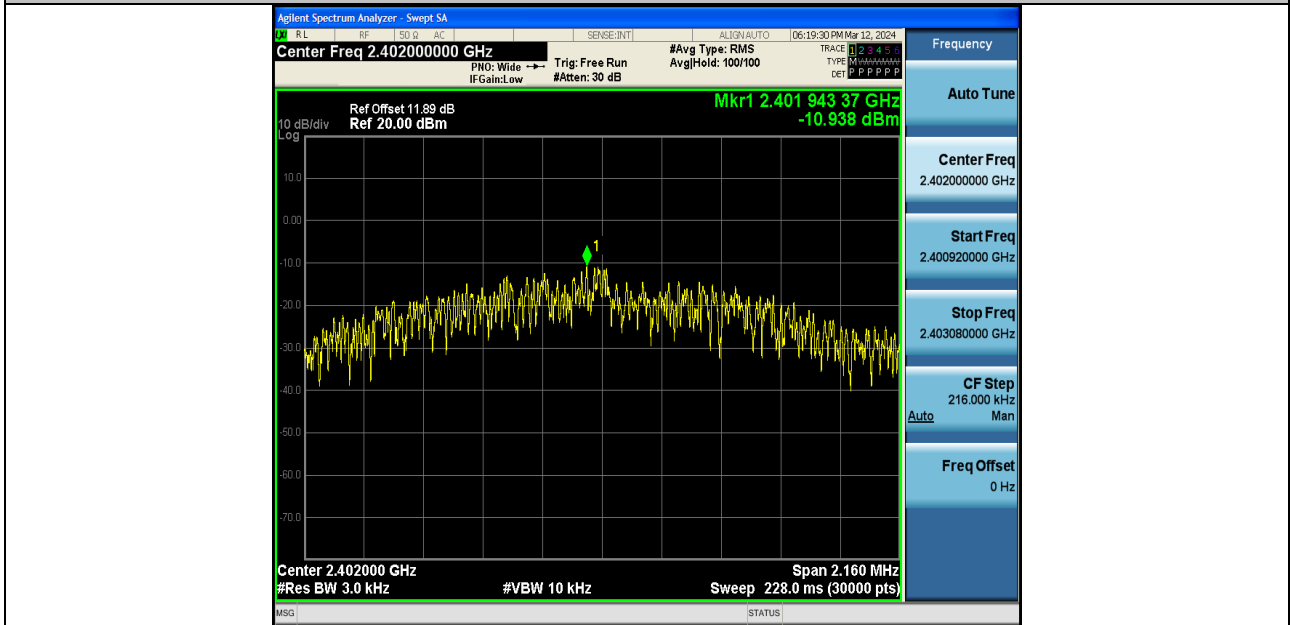 Agilent Spectrum Analyzer - Swept SA
LXI RL RF 50 Ω AC SENSE:INT ALIGN AUTO 06:19:30 PM Mar 12, 2024
Center Freq 2.402000000 GHz
PNO: Wide
IFGain:Low
Trig: Free Run
#Atten: 30 dB
#Avg Type: RMS
Avg|Hold: 100/100
TRACE 1 2 3 4 5 6
TYPE M
DET P P P P P P
Mkr1 2.401 943 37 GHz
-10.938 dBm
Ref Offset 11.89 dB
10 dB/div Ref 20.00 dBm
Log
10.0
0.00
-10.0
-20.0
-30.0
-40.0
-50.0
-60.0
-70.0
1
Center 2.402000 GHz Span 2.160 MHz
#Res BW 3.0 kHz #VBW 10 kHz Sweep 228.0 ms (30000 pts)
MSG STATUS
Frequency
Auto Tune
Center Freq
2.402000000 GHz
Start Freq
2.400920000 GHz
Stop Freq
2.403080000 GHz
CF Step
216.000 kHz
Auto Man
Freq Offset
0 Hz